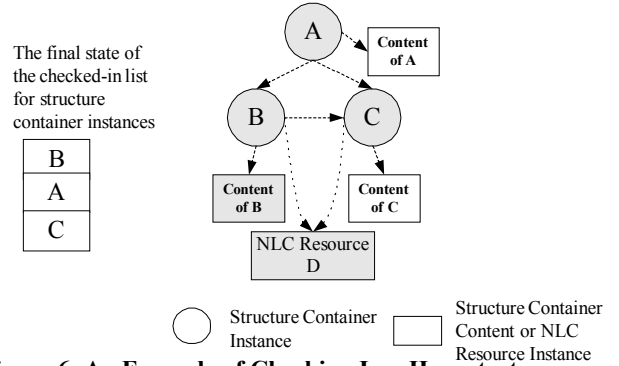 The final state of
the checked-in list
for structure
container instances
B
A
C
A
Content
of A
B
C
Content
of B
Content
of C
NLC Resource
D
Structure Container
Instance
Structure Container
Content or NLC
Resource Instance